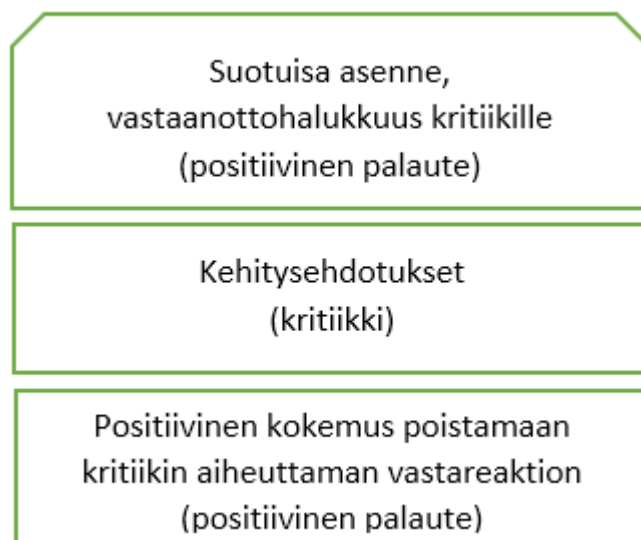 Suotuisa asenne,
vastaanottohalukkuus kritiikille
(positiivinen palaute)
Kehitysehdotukset
(kritiikki)
Positiivinen kokemus poistamaan
kritiikin aiheuttaman vastareaktion
(positiivinen palaute)